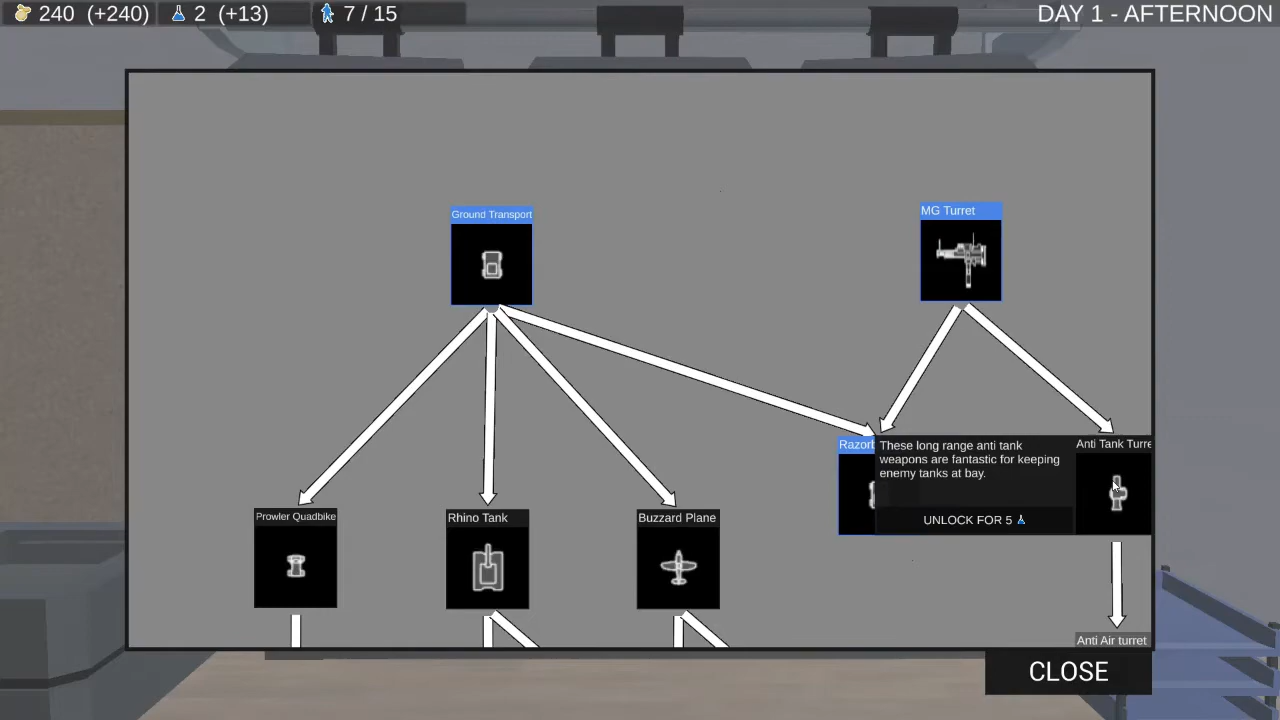 240 (+240) 2 (+13) 7 / 15
DAY 1 - AFTERNOON
Ground Transport
MG Turret
Razorb
These long range anti tank
weapons are fantastic for keeping
enemy tanks at bay.
UNLOCK FOR 5
Anti Tank Turre
Prowler Quadbike
Rhino Tank
Buzzard Plane
Anti Air turret
CLOSE